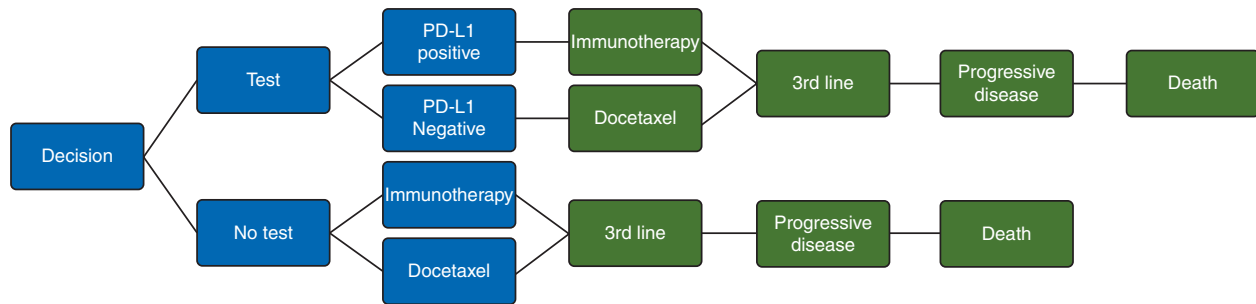 Decision
Test
PD-L1
positive
Immunotherapy
PD-L1
Negative
Docetaxel
3rd line
Progressive
disease
Death
No test
Immunotherapy
Docetaxel
3rd line
Progressive
disease
Death